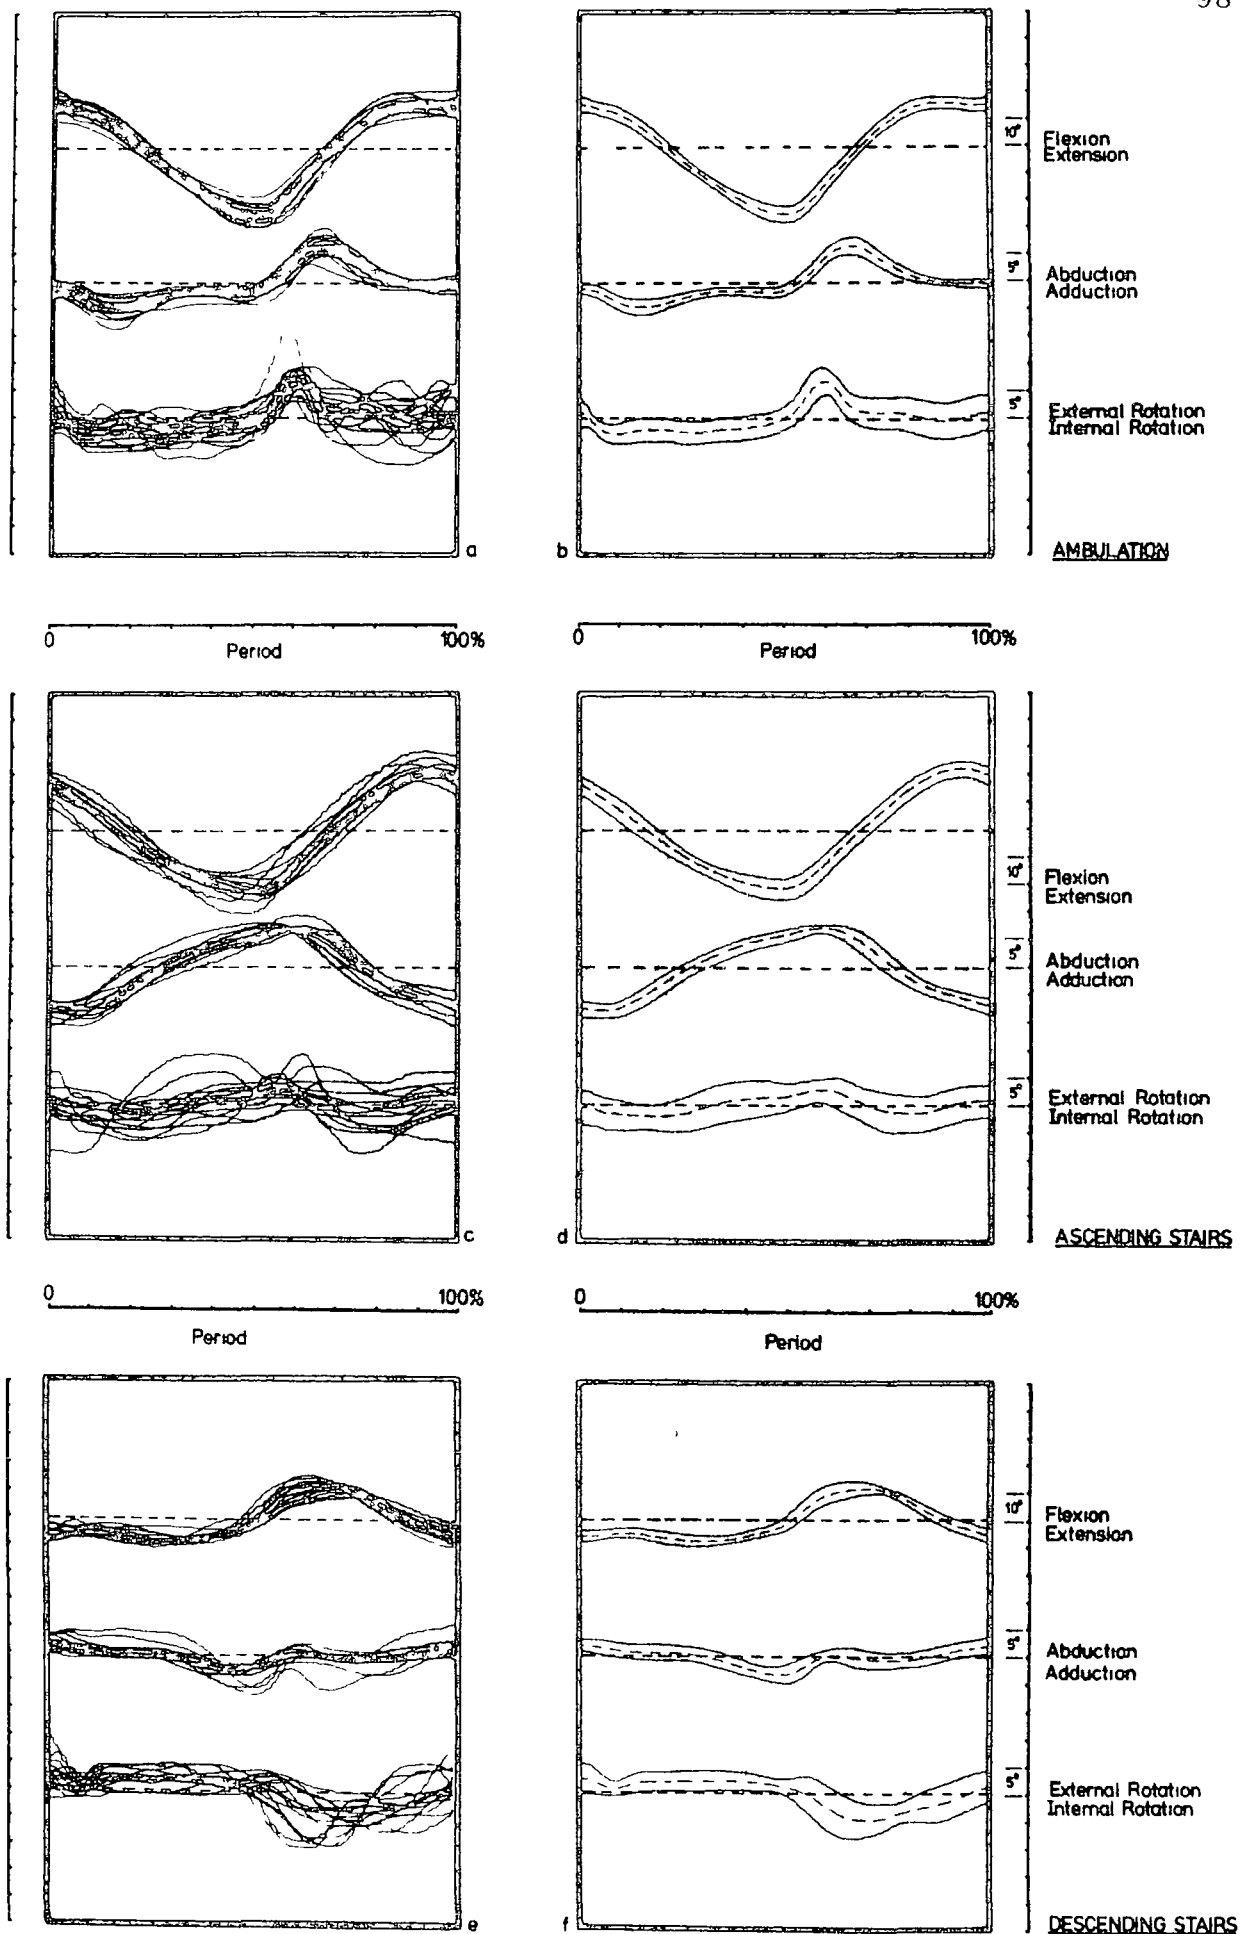 98
10°
Flexion
Extension
5°
Abduction
Adduction
5°
External Rotation
Internal Rotation
a
b
AMBULATION
0 100%
Period
0 100%
Period
10°
Flexion
Extension
5°
Abduction
Adduction
5°
External Rotation
Internal Rotation
c
d
ASCENDING STAIRS
0 100%
Period
0 100%
Period
10°
Flexion
Extension
5°
Abduction
Adduction
5°
External Rotation
Internal Rotation
e
f
DESCENDING STAIRS